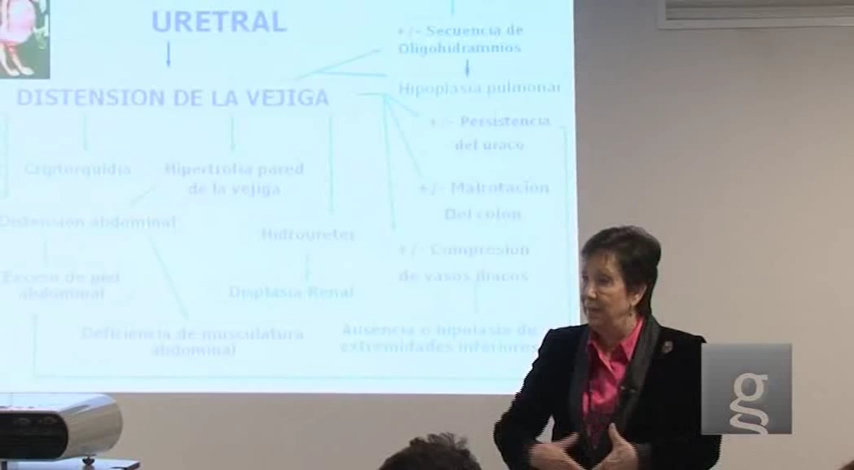 URETRAL
DISTENSION DE LA VEJIGA
Criptorquidia
Hipertrofia pared
de la vejiga
Distension abdominal
Hidroureter
Exceso de piel
abdominal
Displasia Renal
Deficiencia de musculatura
abdominal
+/- Secuencia de
Oligohidramnios
Hipoplasia pulmonar
+/- Persistencia
del uraco
+/- Malrotacion
Del colon
+/- Compresion
de vasos iliacos
Ausencia o hipoplasia de
extremidades inferiores
g